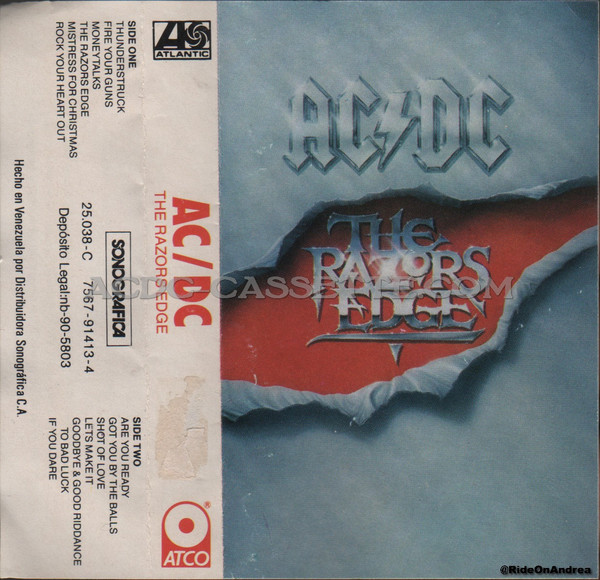 SIDE ONE
THUNDERSTRUCK
FIRE YOUR GUNS
MONEYTALKS
THE RAZORS EDGE
MISTRESS FOR CHRISTMAS
ROCK YOUR HEART OUT
SONOGRAFICA
25.038-C 7567-91413-4
Depósito Legal:nb-90-5803
Hecho en Venezuela por Distribuidora Sonográfica C.A.
SIDE TWO
ARE YOU READY
GOT YOU BY THE BALLS
SHOT OF LOVE
LETS MAKE IT
GOODBYE & GOOD RIDDANCE
TO BAD LUCK
IF YOU DARE
ATLANTIC
AC/DC
THE RAZORS EDGE
ATCO
®
AC/DC
THE
RAZORS
EDGE
ACDC-CASSETTE.COM
@RideOnAndrea